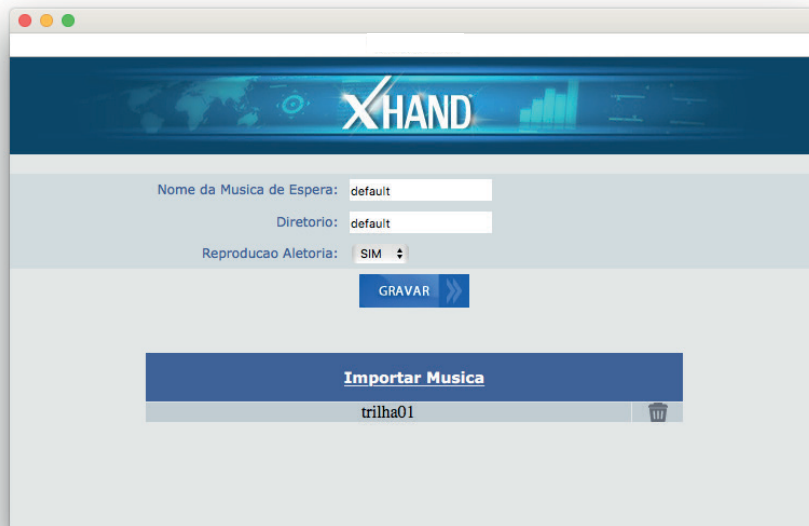 XHAND
Nome da Musica de Espera: default
Diretorio: default
Reproducao Aletoria: SIM
GRAVAR
Importar Musica
trilha01